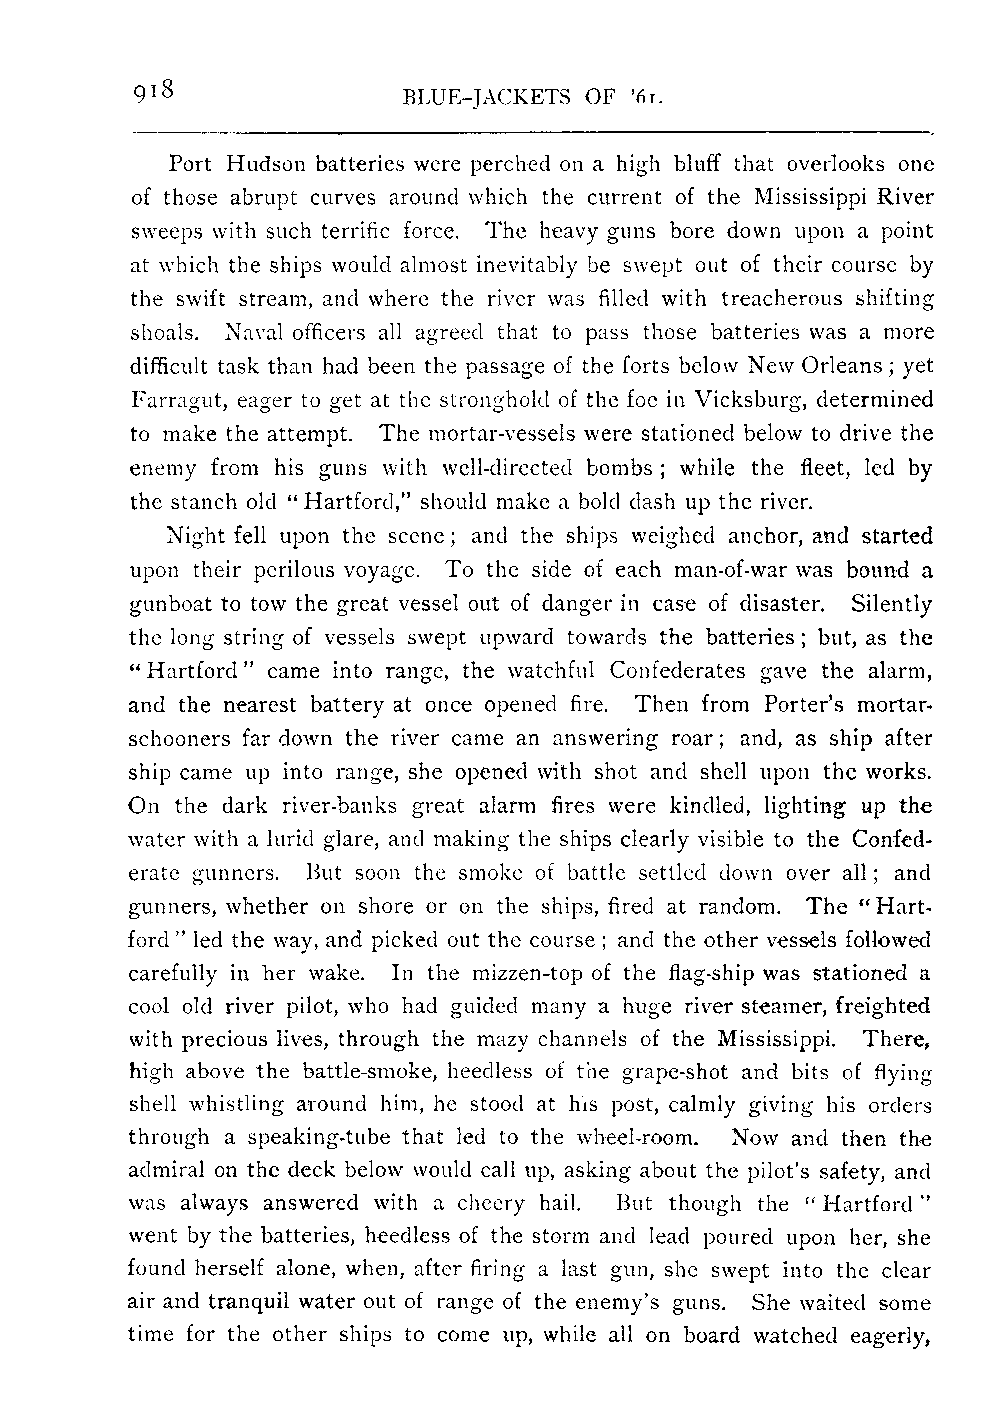 918
BLUE-JACKETS OF '61.
Port Hudson batteries were perched on a high bluff that overlooks one
of those abrupt curves around which the current of the Mississippi River
sweeps with such terrific force. The heavy guns bore down upon a point
at which the ships would almost inevitably be swept out of their course by
the swift stream, and where the river was filled with treacherous shifting
shoals. Naval officers all agreed that to pass those batteries was a more
difficult task than had been the passage of the forts below New Orleans; yet
Farragut, eager to get at the stronghold of the foe in Vicksburg, determined
to make the attempt. The mortar-vessels were stationed below to drive the
enemy from his guns with well-directed bombs; while the fleet, led by
the stanch old "Hartford," should make a bold dash up the river.
Night fell upon the scene; and the ships weighed anchor, and started
upon their perilous voyage. To the side of each man-of-war was bound a
gunboat to tow the great vessel out of danger in case of disaster. Silently
the long string of vessels swept upward towards the batteries; but, as the
"Hartford" came into range, the watchful Confederates gave the alarm,
and the nearest battery at once opened fire. Then from Porter's mortar-
schooners far down the river came an answering roar; and, as ship after
ship came up into range, she opened with shot and shell upon the works.
On the dark river-banks great alarm fires were kindled, lighting up the
water with a lurid glare, and making the ships clearly visible to the Confed-
erate gunners. But soon the smoke of battle settled down over all; and
gunners, whether on shore or on the ships, fired at random. The "Hart-
ford" led the way, and picked out the course; and the other vessels followed
carefully in her wake. In the mizzen-top of the flag-ship was stationed a
cool old river pilot, who had guided many a huge river steamer, freighted
with precious lives, through the mazy channels of the Mississippi. There,
high above the battle-smoke, heedless of the grape-shot and bits of flying
shell whistling around him, he stood at his post, calmly giving his orders
through a speaking-tube that led to the wheel-room. Now and then the
admiral on the deck below would call up, asking about the pilot's safety, and
was always answered with a cheery hail. But though the "Hartford"
went by the batteries, heedless of the storm and lead poured upon her, she
found herself alone, when, after firing a last gun, she swept into the clear
air and tranquil water out of range of the enemy's guns. She waited some
time for the other ships to come up, while all on board watched eagerly,